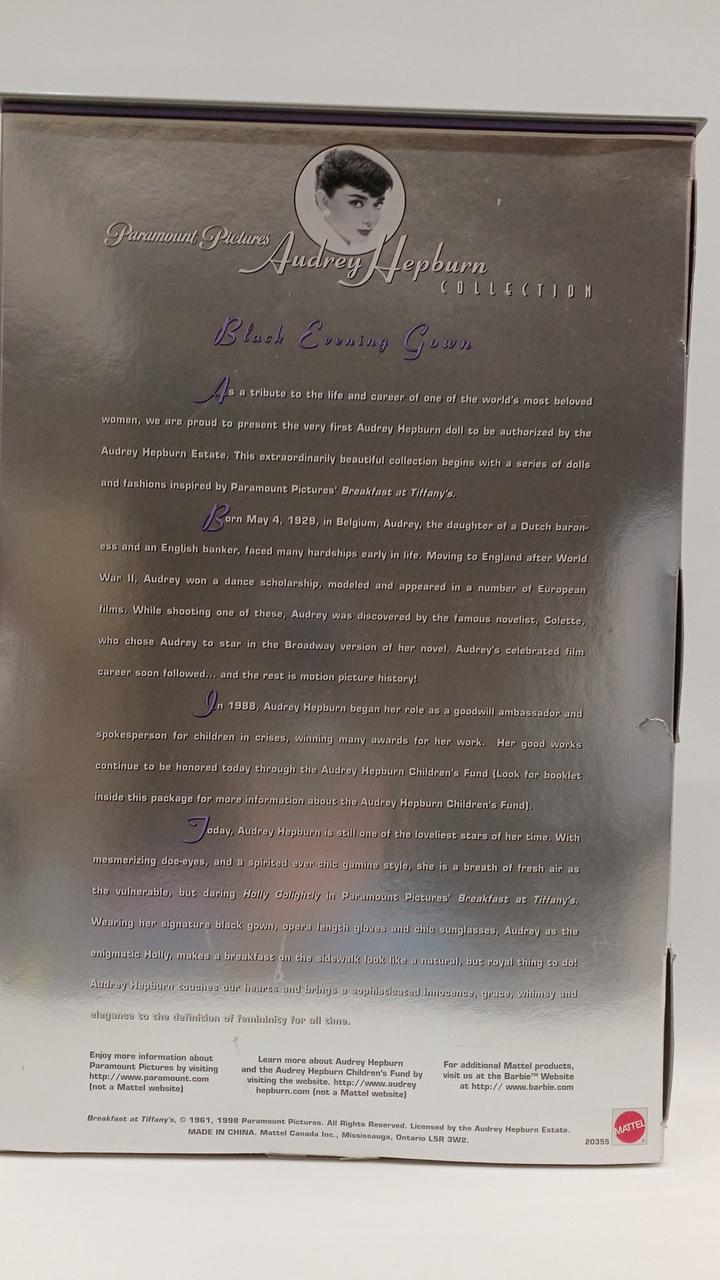 Paramount Pictures
Audrey Hepburn
COLLECTION
Black Evening Gown
As a tribute to the life and career of one of the world's most beloved
women, we are proud to present the very first Audrey Hepburn doll to be authorized by the
Audrey Hepburn Estate. This extraordinarily beautiful collection begins with a series of dolls
and fashions inspired by Paramount Pictures' Breakfast at Tiffany's.
Born May 4, 1929, in Belgium, Audrey, the daughter of a Dutch baron-
ess and an English banker, faced many hardships early in life. Moving to England after World
War II, Audrey won a dance scholarship, modeled and appeared in a number of European
films. While shooting one of these, Audrey was discovered by the famous novelist, Colette,
who chose Audrey to star in the Broadway version of her novel. Audrey's celebrated film
career soon followed... and the rest is motion picture history!
In 1988, Audrey Hepburn began her role as a goodwill ambassador and
spokesperson for children in crises, winning many awards for her work. Her good works
continue to be honored today through the Audrey Hepburn Children's Fund (Look for booklet
inside this package for more information about the Audrey Hepburn Children's Fund).
Today, Audrey Hepburn is still one of the loveliest stars of her time. With
mesmerizing doe-eyes, and a spirited ever-chic gamine style, she is a breath of fresh air as
the vulnerable, but daring Holly Golightly in Paramount Pictures' Breakfast at Tiffany's.
Wearing her signature black gown, opera length gloves and chic sunglasses, Audrey as the
enigmatic Holly, makes a breakfast on the sidewalk look like a natural, but royal thing to do!
Audrey Hepburn touches our hearts and brings a sophisticated innocence, grace, whimsy and
elegance to the definition of femininity for all time.
Enjoy more information about
Paramount Pictures by visiting
http://www.paramount.com
(not a Mattel website)
Learn more about Audrey Hepburn
and the Audrey Hepburn Children's Fund by
visiting the website. http://www.audrey
hepburn.com (not a Mattel website)
For additional Mattel products,
visit us at the Barbie™ Website
at http:// www.barbie.com
Breakfast at Tiffany's, © 1961, 1998 Paramount Pictures. All Rights Reserved. Licensed by the Audrey Hepburn Estate.
MADE IN CHINA. Mattel Canada Inc., Mississauga, Ontario L5R 3W2.
20355
MATTEL